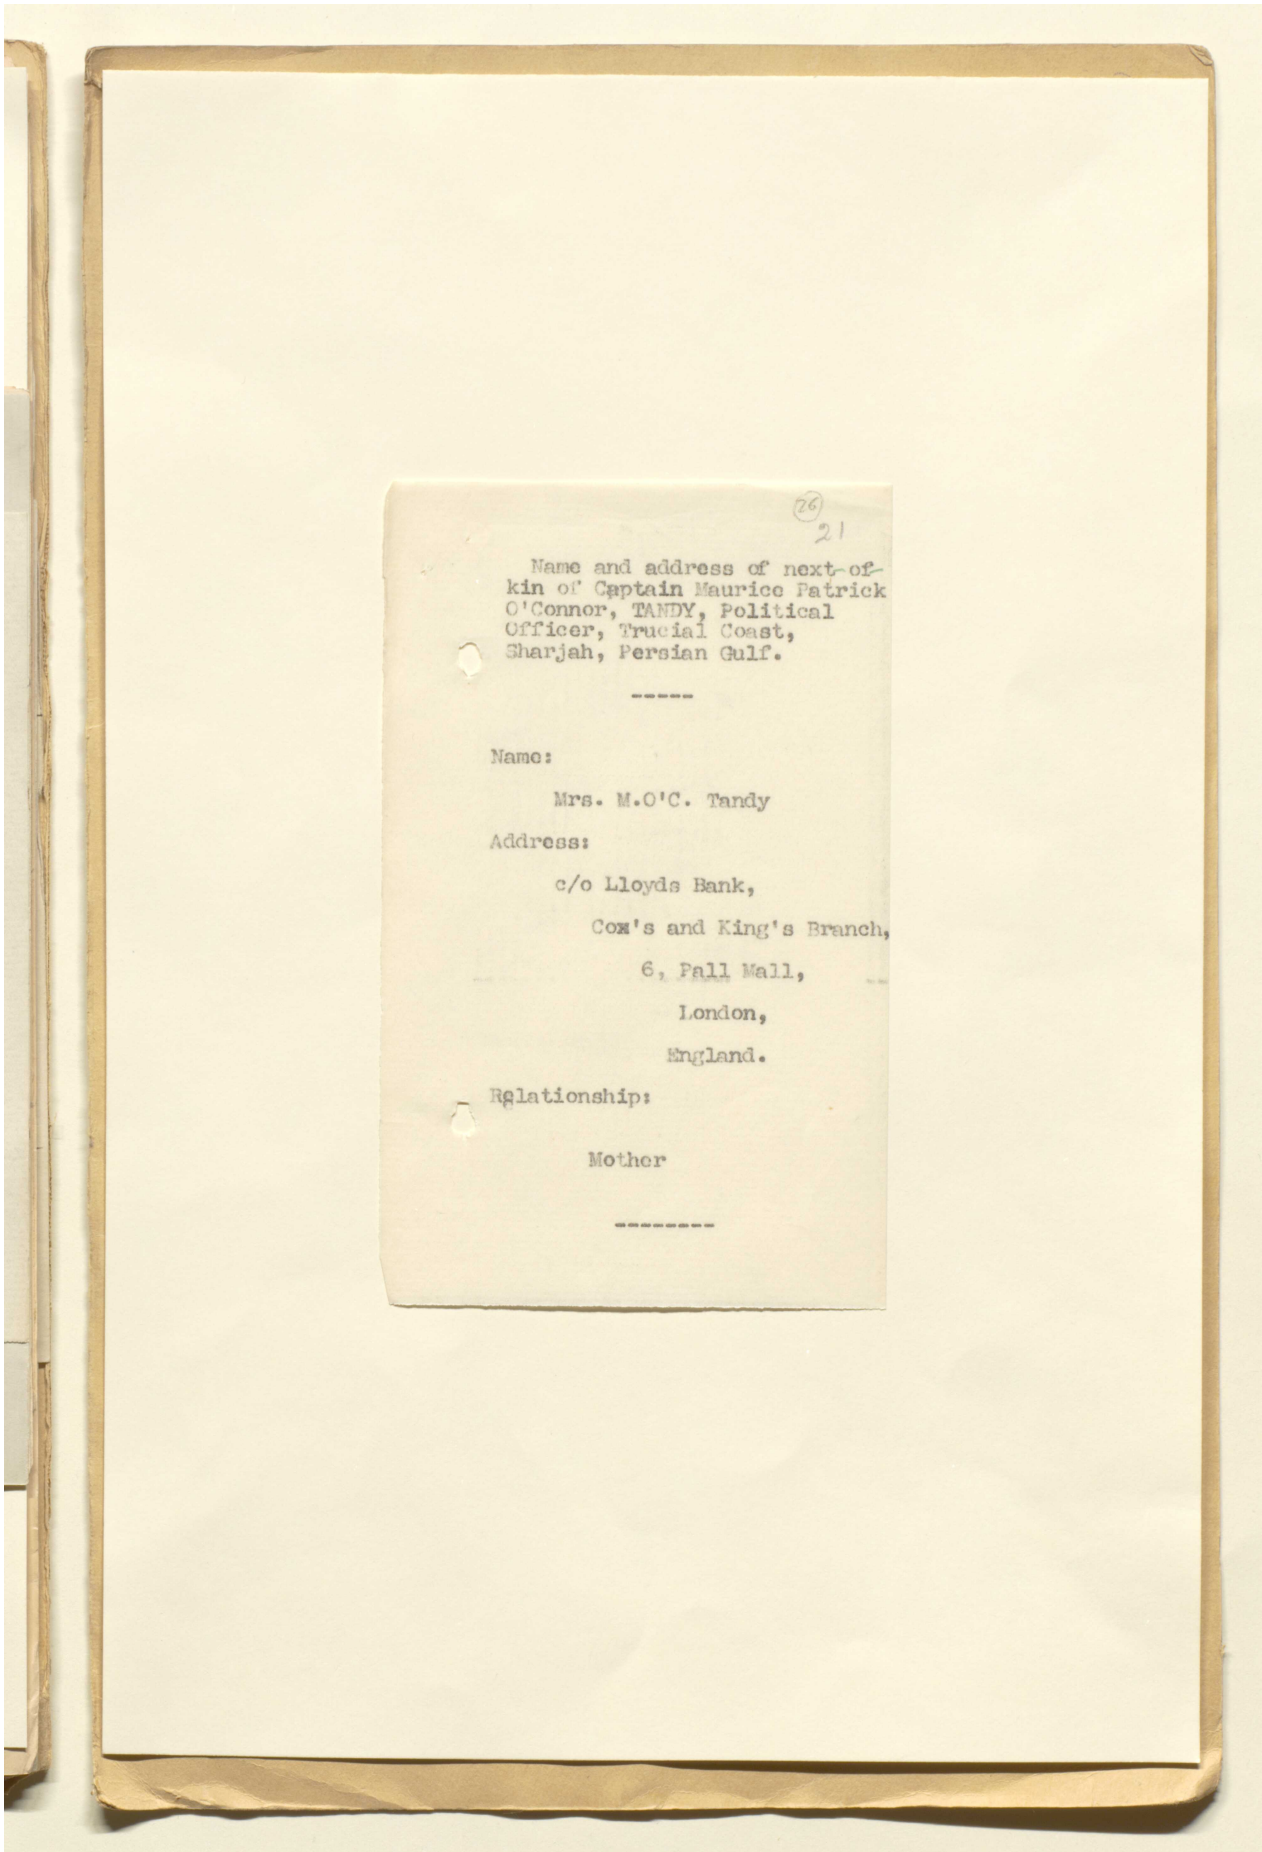 26
21
Name and address of next-of-
kin of Captain Maurice Patrick
O'Connor, TANDY, Political
Officer, Trucial Coast,
Sharjah, Persian Gulf.
-----
Name:
Mrs. M.O'C. Tandy
Address:
c/o Lloyds Bank,
Cox's and King's Branch,
6, Pall Mall,
London,
England.
Relationship:
Mother
--------